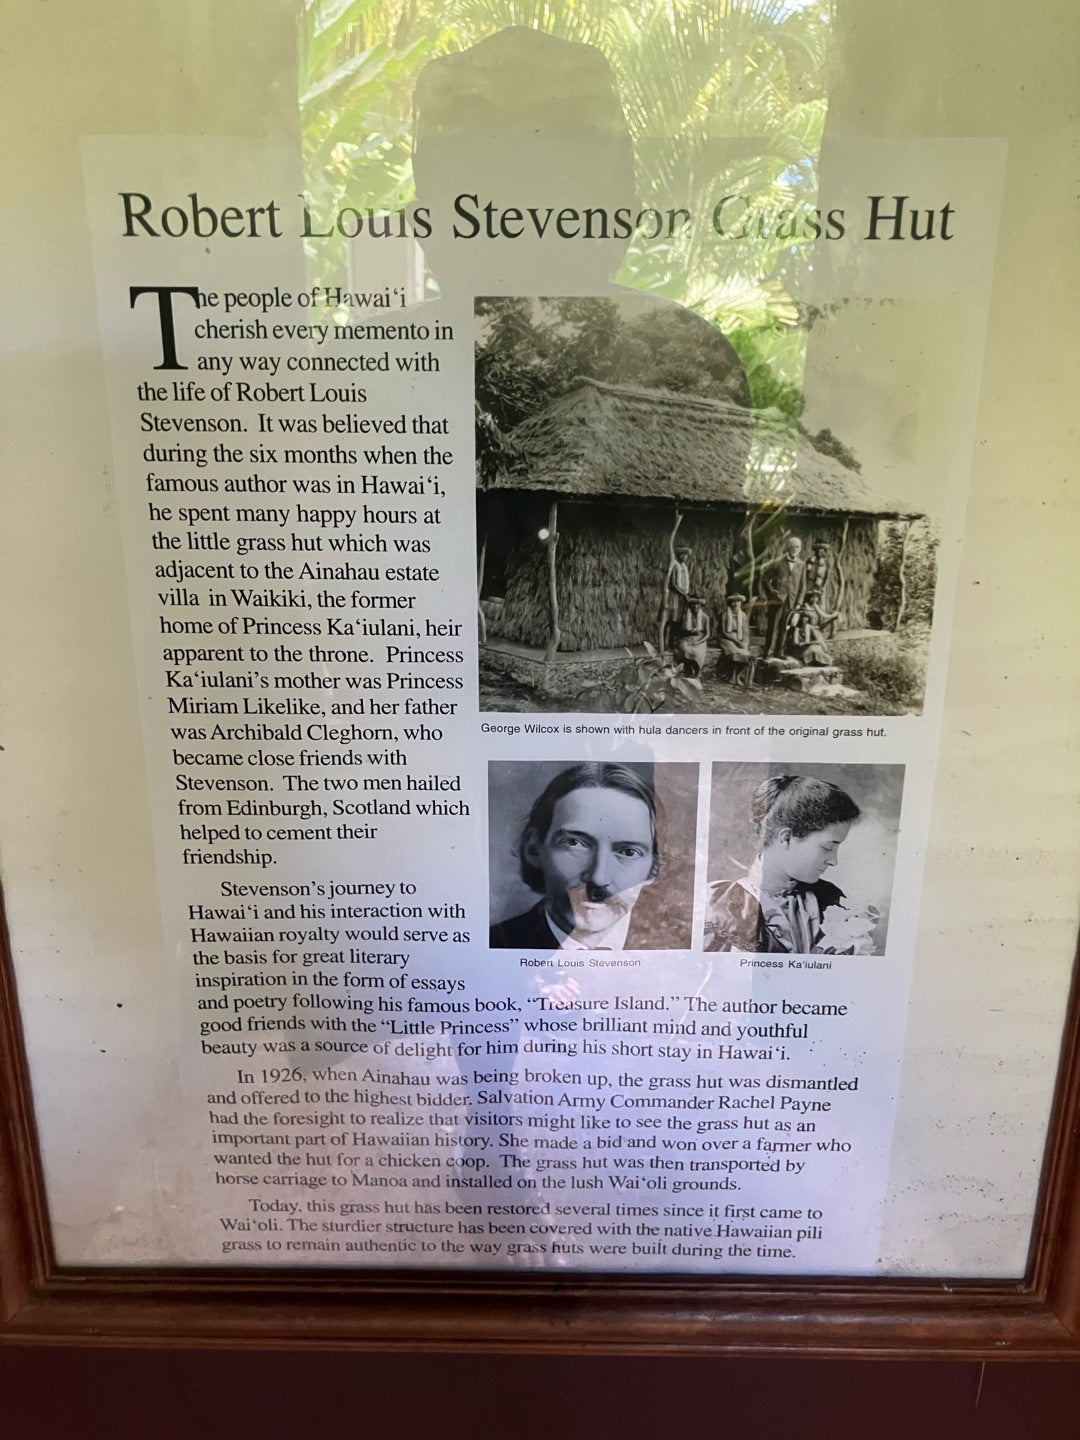 Robert Louis Stevenson Grass Hut
The people of Hawai‘i
cherish every memento in
any way connected with
the life of Robert Louis
Stevenson. It was believed that
during the six months when the
famous author was in Hawai‘i,
he spent many happy hours at
the little grass hut which was
adjacent to the Ainahau estate
villa in Waikiki, the former
home of Princess Ka‘iulani, heir
apparent to the throne. Princess
Ka‘iulani’s mother was Princess
Miriam Likelike, and her father
was Archibald Cleghorn, who
became close friends with
Stevenson. The two men hailed
from Edinburgh, Scotland which
helped to cement their
friendship.
George Wilcox is shown with hula dancers in front of the original grass hut.
Robert Louis Stevenson
Princess Ka‘iulani
Stevenson’s journey to
Hawai‘i and his interaction with
Hawaiian royalty would serve as
the basis for great literary
inspiration in the form of essays
and poetry following his famous book, “Treasure Island.” The author became
good friends with the “Little Princess” whose brilliant mind and youthful
beauty was a source of delight for him during his short stay in Hawai‘i.
In 1926, when Ainahau was being broken up, the grass hut was dismantled
and offered to the highest bidder. Salvation Army Commander Rachel Payne
had the foresight to realize that visitors might like to see the grass hut as an
important part of Hawaiian history. She made a bid and won over a farmer who
wanted the hut for a chicken coop. The grass hut was then transported by
horse carriage to Manoa and installed on the lush Wai‘oli grounds.
Today, this grass hut has been restored several times since it first came to
Wai‘oli. The sturdier structure has been covered with the native Hawaiian pili
grass to remain authentic to the way grass huts were built during the time.